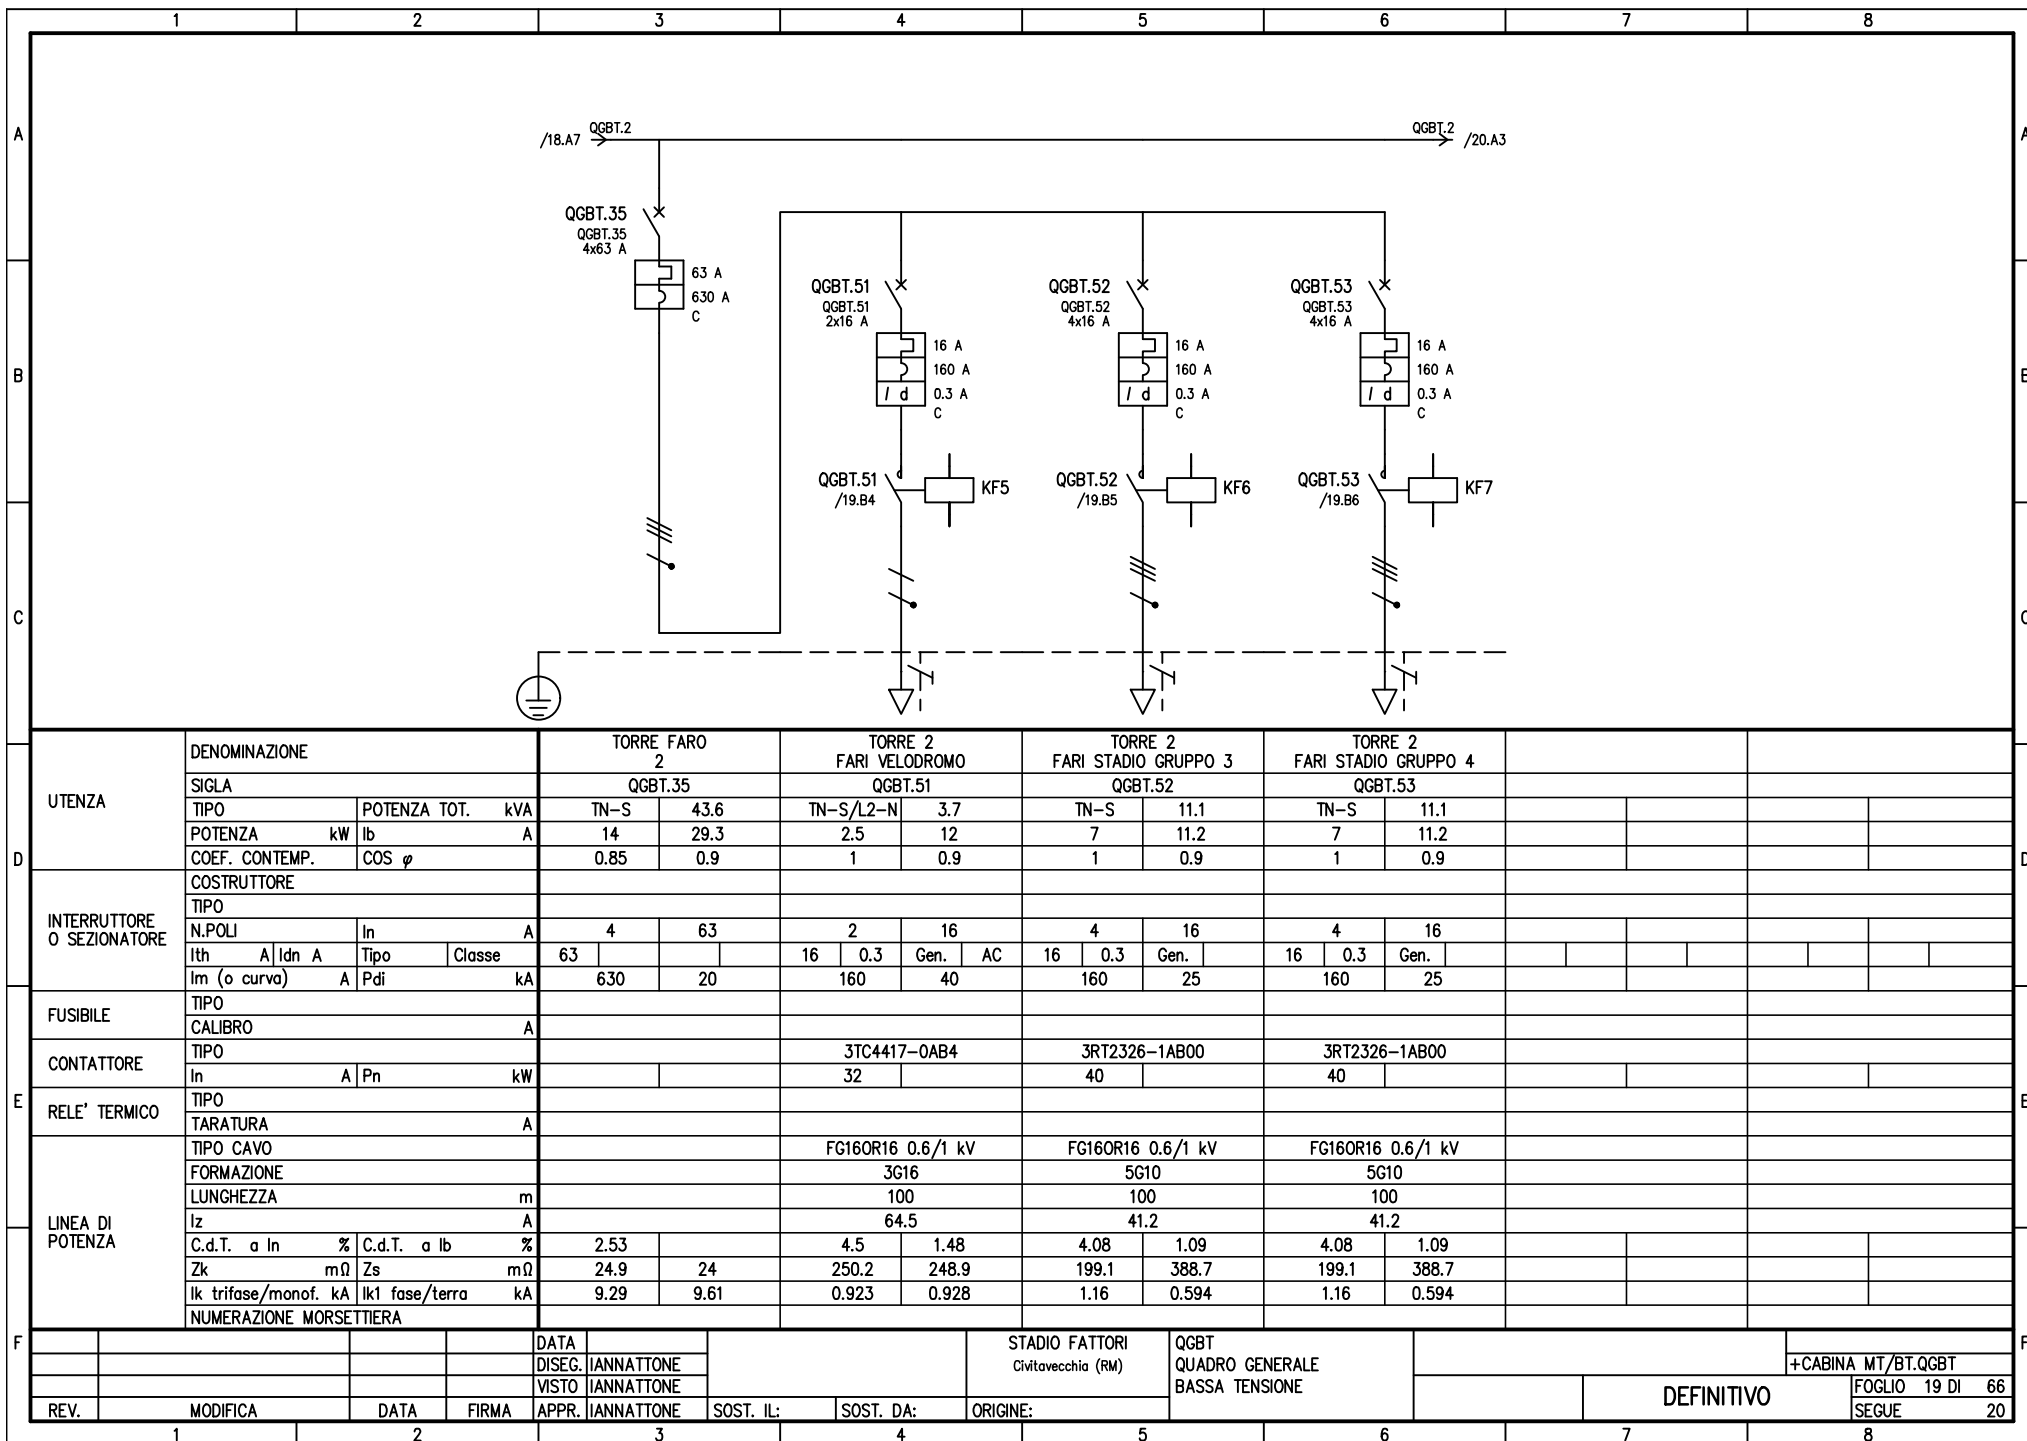 1 2 3 4 5 6 7 8
A A
/18.A7 QGBT.2 QGBT.2 /20.A3
QGBT.35
QGBT.35
4x63 A
63 A
630 A
C
QGBT.51
QGBT.51
2x16 A
16 A
160 A
I d 0.3 A
C
QGBT.52
QGBT.52
4x16 A
16 A
160 A
I d 0.3 A
C
QGBT.53
QGBT.53
4x16 A
16 A
160 A
I d 0.3 A
C
B B
QGBT.51
/19.B4
KF5
QGBT.52
/19.B5
KF6
QGBT.53
/19.B6
KF7
C C
UTENZA
DENOMINAZIONE
TORRE FARO
2
TORRE 2
FARI VELODROMO
TORRE 2
FARI STADIO GRUPPO 3
TORRE 2
FARI STADIO GRUPPO 4
SIGLA QGBT.35 QGBT.51 QGBT.52 QGBT.53
TIPO POTENZA TOT. kVA TN-S 43.6 TN-S/L2-N 3.7 TN-S 11.1 TN-S 11.1
POTENZA kW Ib A 14 29.3 2.5 12 7 11.2 7 11.2
D COEF. CONTEMP. COS φ 0.85 0.9 1 0.9 1 0.9 1 0.9 D
INTERRUTTORE
O SEZIONATORE
COSTRUTTORE
TIPO
N.POLI In A 4 63 2 16 4 16 4 16
Ith A Idn A Tipo Classe 63 16 0.3 Gen. AC 16 0.3 Gen. 16 0.3 Gen.
Im (o curva) A Pdi kA 630 20 160 40 160 25 160 25
FUSIBILE
TIPO
CALIBRO A
CONTATTORE
TIPO 3TC4417-0AB4 3RT2326-1AB00 3RT2326-1AB00
In A Pn kW 32 40 40
E E
RELE' TERMICO
TIPO
TARATURA A
LINEA DI
POTENZA
TIPO CAVO FG16OR16 0.6/1 kV FG16OR16 0.6/1 kV FG16OR16 0.6/1 kV
FORMAZIONE 3G16 5G10 5G10
LUNGHEZZA m 100 100 100
Iz A 64.5 41.2 41.2
C.d.T. a In % C.d.T. a Ib % 2.53 4.5 1.48 4.08 1.09 4.08 1.09
Zk mΩ Zs mΩ 24.9 24 250.2 248.9 199.1 388.7 199.1 388.7
Ik trifase/monof. kA Ik1 fase/terra kA 9.29 9.61 0.923 0.928 1.16 0.594 1.16 0.594
NUMERAZIONE MORSETTIERA
F F
DATA
DISEG. IANNATTONE
VISTO IANNATTONE
REV. MODIFICA DATA FIRMA APPR. IANNATTONE SOST. IL: SOST. DA: ORIGINE:
STADIO FATTORI
Civitavecchia (RM)
QGBT
QUADRO GENERALE
BASSA TENSIONE
DEFINITIVO
+CABINA MT/BT.QGBT
FOGLIO 19 DI 66
SEGUE 20
1 2 3 4 5 6 7 8